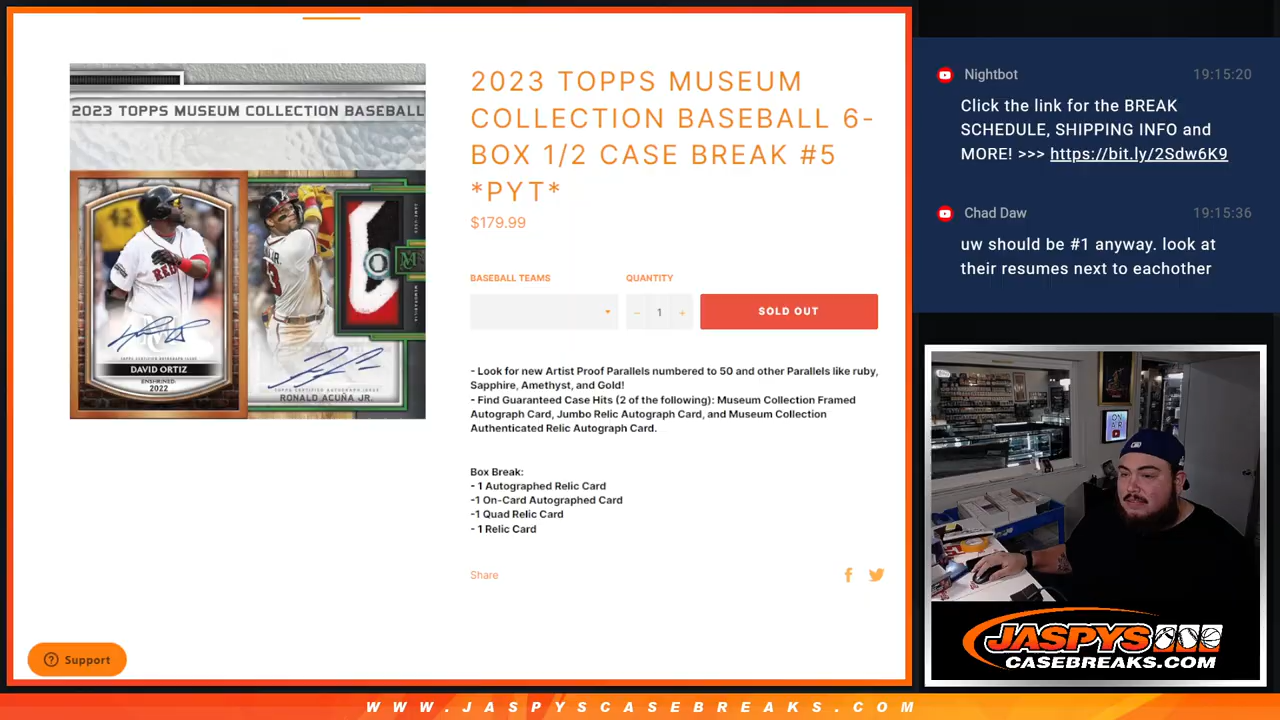 2023 TOPPS MUSEUM COLLECTION BASEBALL
DAVID ORTIZ
ENSHRINED:
2022
RONALD ACUÑA JR.
2023 TOPPS MUSEUM
COLLECTION BASEBALL 6-
BOX 1/2 CASE BREAK #5
*PYT*
$179.99
BASEBALL TEAMS
QUANTITY
− 1 +
SOLD OUT
- Look for new Artist Proof Parallels numbered to 50 and other Parallels like ruby,
Sapphire, Amethyst, and Gold!
- Find Guaranteed Case Hits (2 of the following): Museum Collection Framed
Autograph Card, Jumbo Relic Autograph Card, and Museum Collection
Authenticated Relic Autograph Card.
Box Break:
- 1 Autographed Relic Card
-1 On-Card Autographed Card
-1 Quad Relic Card
- 1 Relic Card
Share
Support
Nightbot 19:15:20
Click the link for the BREAK
SCHEDULE, SHIPPING INFO and
MORE! >>> https://bit.ly/2Sdw6K9
Chad Daw 19:15:36
uw should be #1 anyway. look at
their resumes next to eachother
ON
AIR
JASPYS
CASEBREAKS.COM
WWW.JASPYSCASEBREAKS.COM